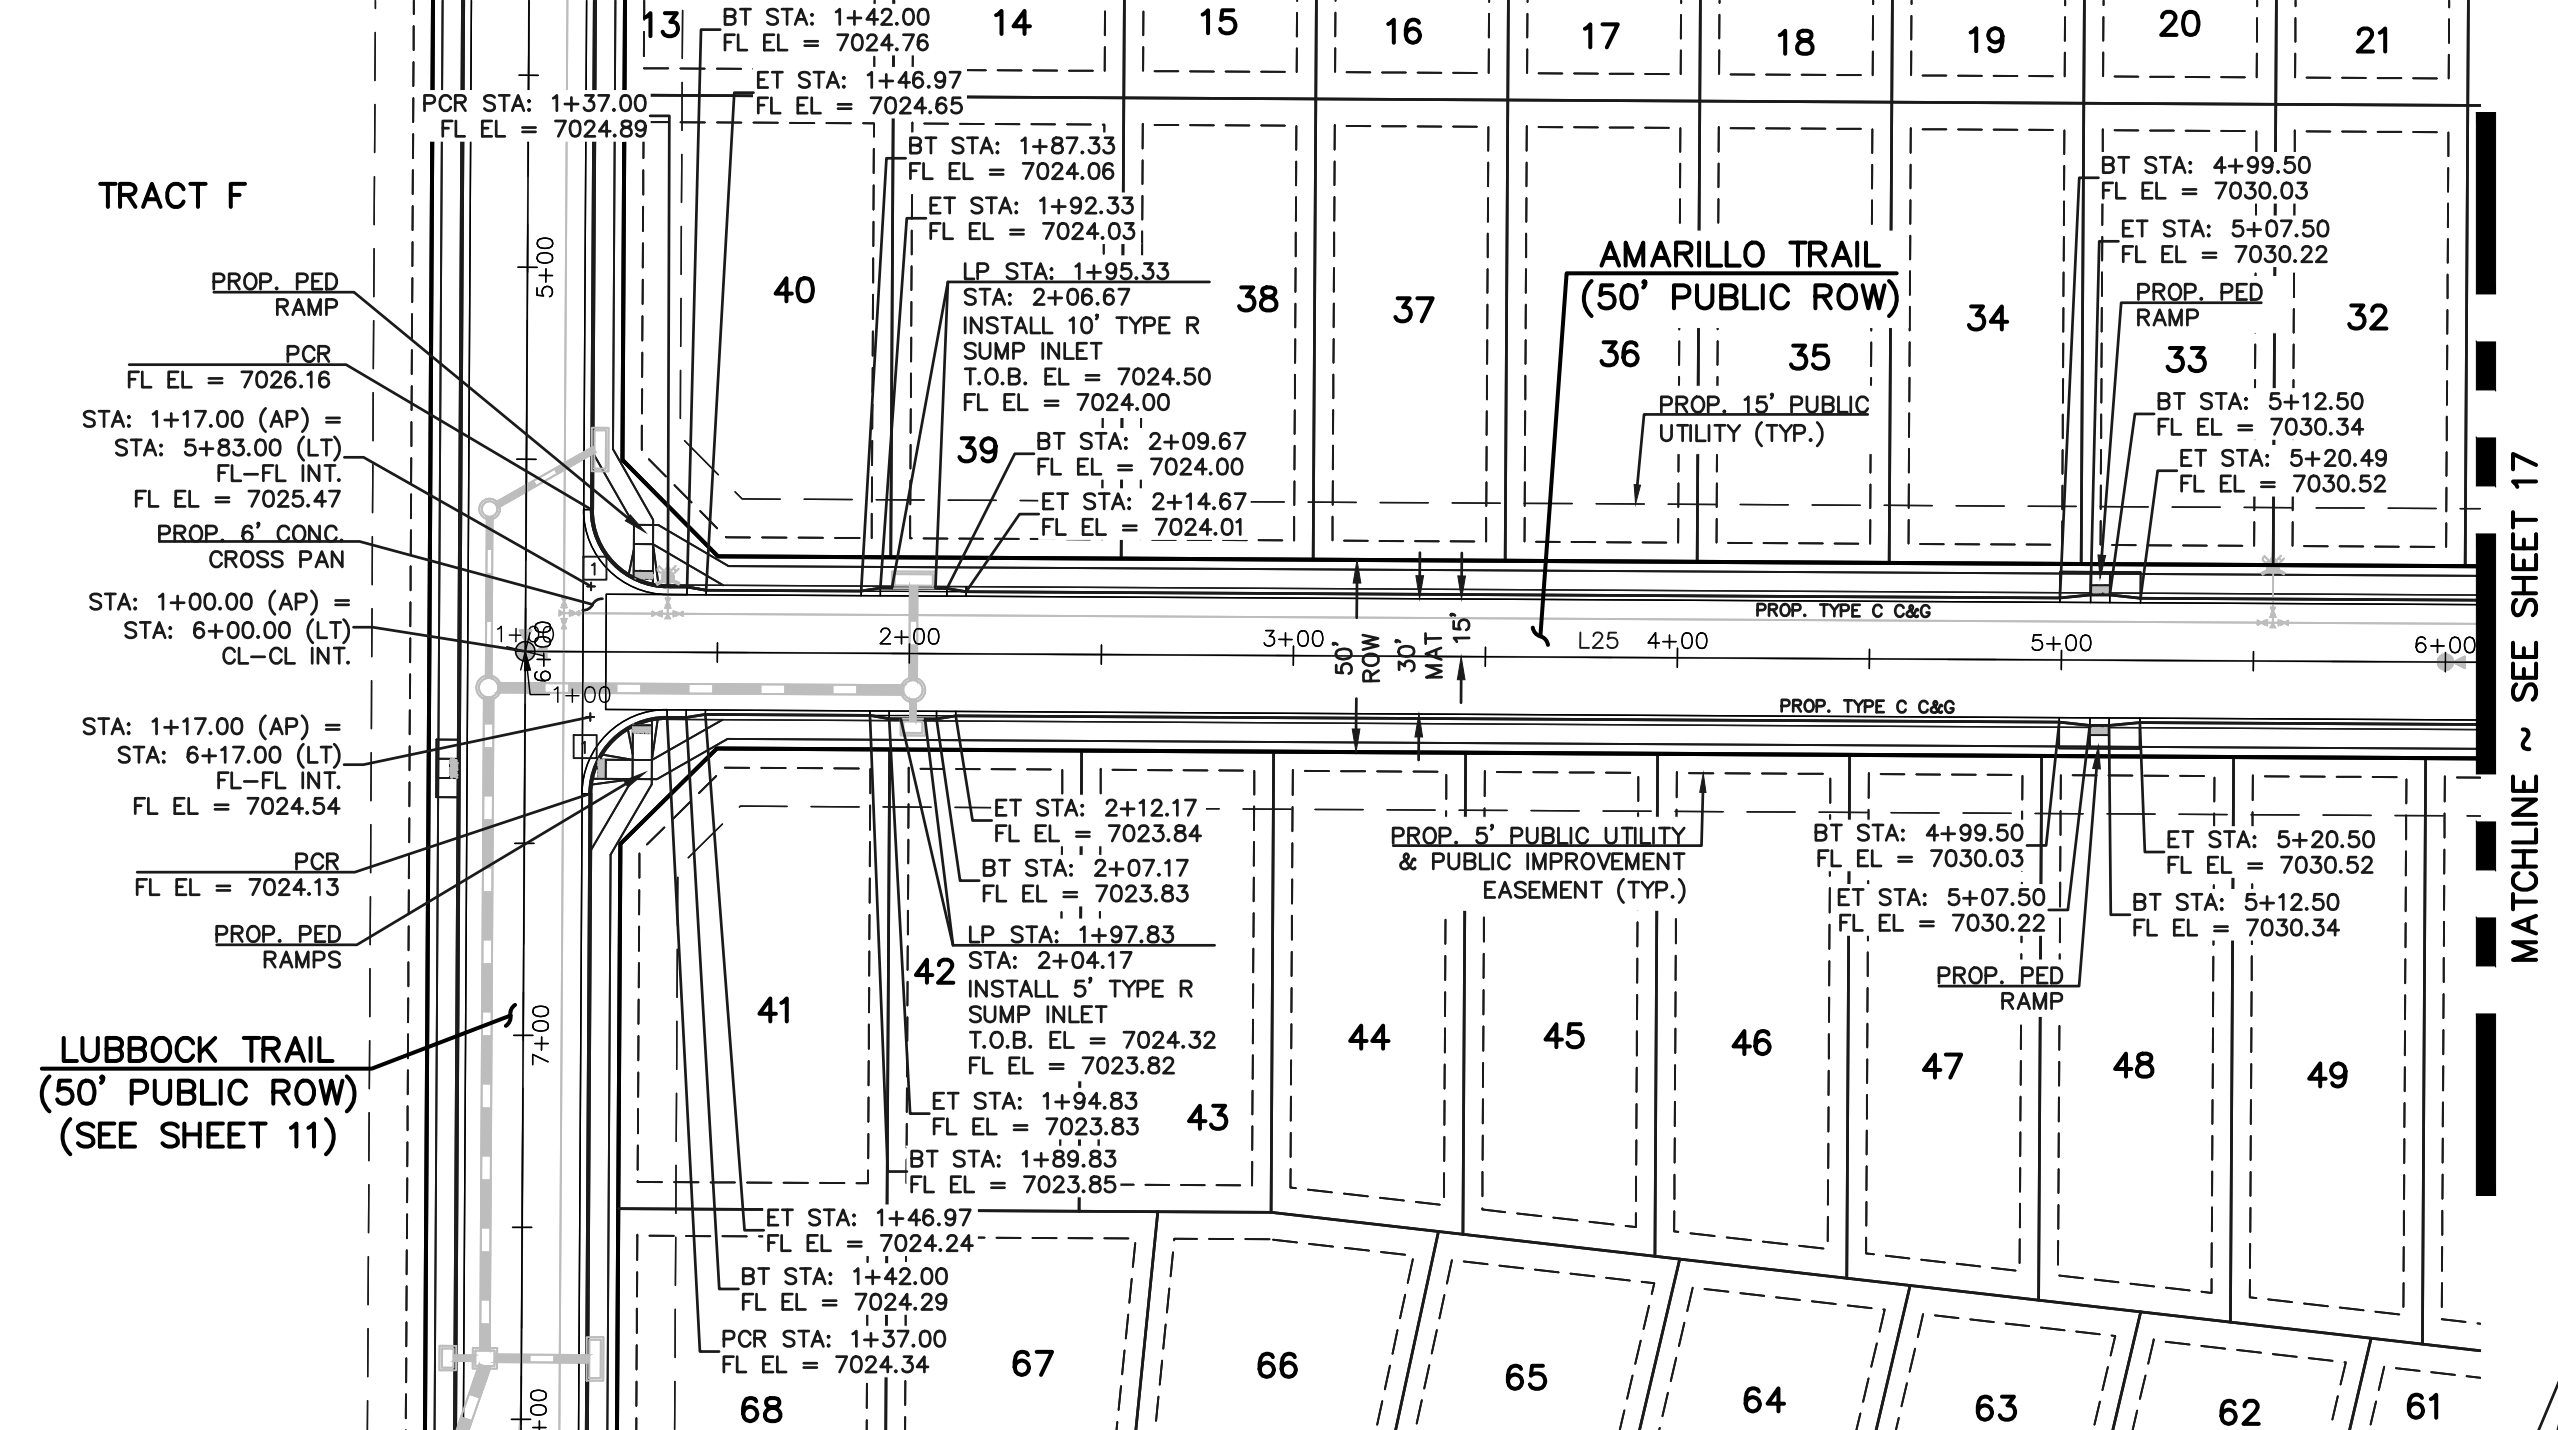 13
14
15
16
17
18
19
20
21
BT STA: 1+42.00
FL EL = 7024.76
ET STA: 1+46.97
FL EL = 7024.65
PCR STA: 1+37.00
FL EL = 7024.89
BT STA: 1+87.33
FL EL = 7024.06
ET STA: 1+92.33
FL EL = 7024.03
LP STA: 1+95.33
STA: 2+06.67
INSTALL 10' TYPE R
SUMP INLET
T.O.B. EL = 7024.50
FL EL = 7024.00
BT STA: 2+09.67
FL EL = 7024.00
ET STA: 2+14.67
FL EL = 7024.01
TRACT F
5+00
40
39
38
37
36
35
34
33
32
AMARILLO TRAIL
(50' PUBLIC ROW)
PROP. 15' PUBLIC
UTILITY (TYP.)
BT STA: 4+99.50
FL EL = 7030.03
ET STA: 5+07.50
FL EL = 7030.22
PROP. PED
RAMP
BT STA: 5+12.50
FL EL = 7030.34
ET STA: 5+20.49
FL EL = 7030.52
PROP. PED
RAMP
PCR
FL EL = 7026.16
STA: 1+17.00 (AP) =
STA: 5+83.00 (LT)
FL-FL INT.
FL EL = 7025.47
PROP. 6' CONC.
CROSS PAN
STA: 1+00.00 (AP) =
STA: 6+00.00 (LT)
CL-CL INT.
STA: 1+17.00 (AP) =
STA: 6+17.00 (LT)
FL-FL INT.
FL EL = 7024.54
PCR
FL EL = 7024.13
PROP. PED
RAMPS
1
1
1+00
6+00
1+00
2+00
3+00
50'
ROW
30'
MAT
15'
L25
4+00
5+00
6+00
PROP. TYPE C C&G
PROP. TYPE C C&G
MATCHLINE ~ SEE SHEET 17
LUBBOCK TRAIL
(50' PUBLIC ROW)
(SEE SHEET 11)
7+00
+00
ET STA: 2+12.17
FL EL = 7023.84
BT STA: 2+07.17
FL EL = 7023.83
LP STA: 1+97.83
STA: 2+04.17
INSTALL 5' TYPE R
SUMP INLET
T.O.B. EL = 7024.32
FL EL = 7023.82
ET STA: 1+94.83
FL EL = 7023.83
BT STA: 1+89.83
FL EL = 7023.85
ET STA: 1+46.97
FL EL = 7024.24
BT STA: 1+42.00
FL EL = 7024.29
PCR STA: 1+37.00
FL EL = 7024.34
PROP. 5' PUBLIC UTILITY
& PUBLIC IMPROVEMENT
EASEMENT (TYP.)
BT STA: 4+99.50
FL EL = 7030.03
ET STA: 5+07.50
FL EL = 7030.22
PROP. PED
RAMP
ET STA: 5+20.50
FL EL = 7030.52
BT STA: 5+12.50
FL EL = 7030.34
41
42
43
44
45
46
47
48
49
68
67
66
65
64
63
62
61